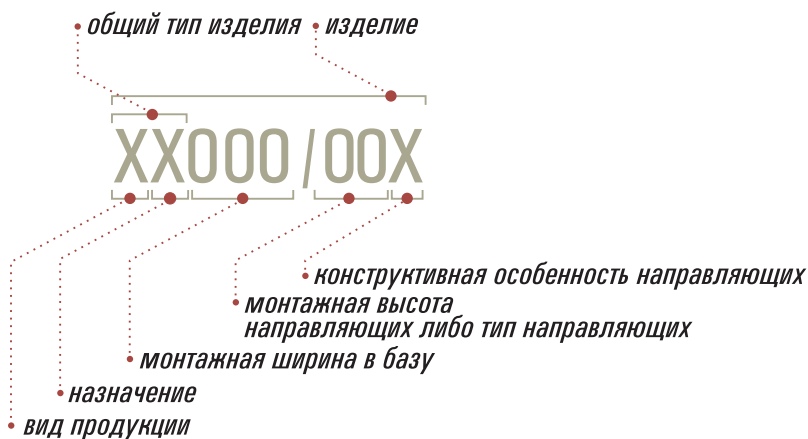 общий тип изделия
изделие
XX000/00X
конструктивная особенность направляющих
монтажная высота
направляющих либо тип направляющих
монтажная ширина в базу
назначение
вид продукции